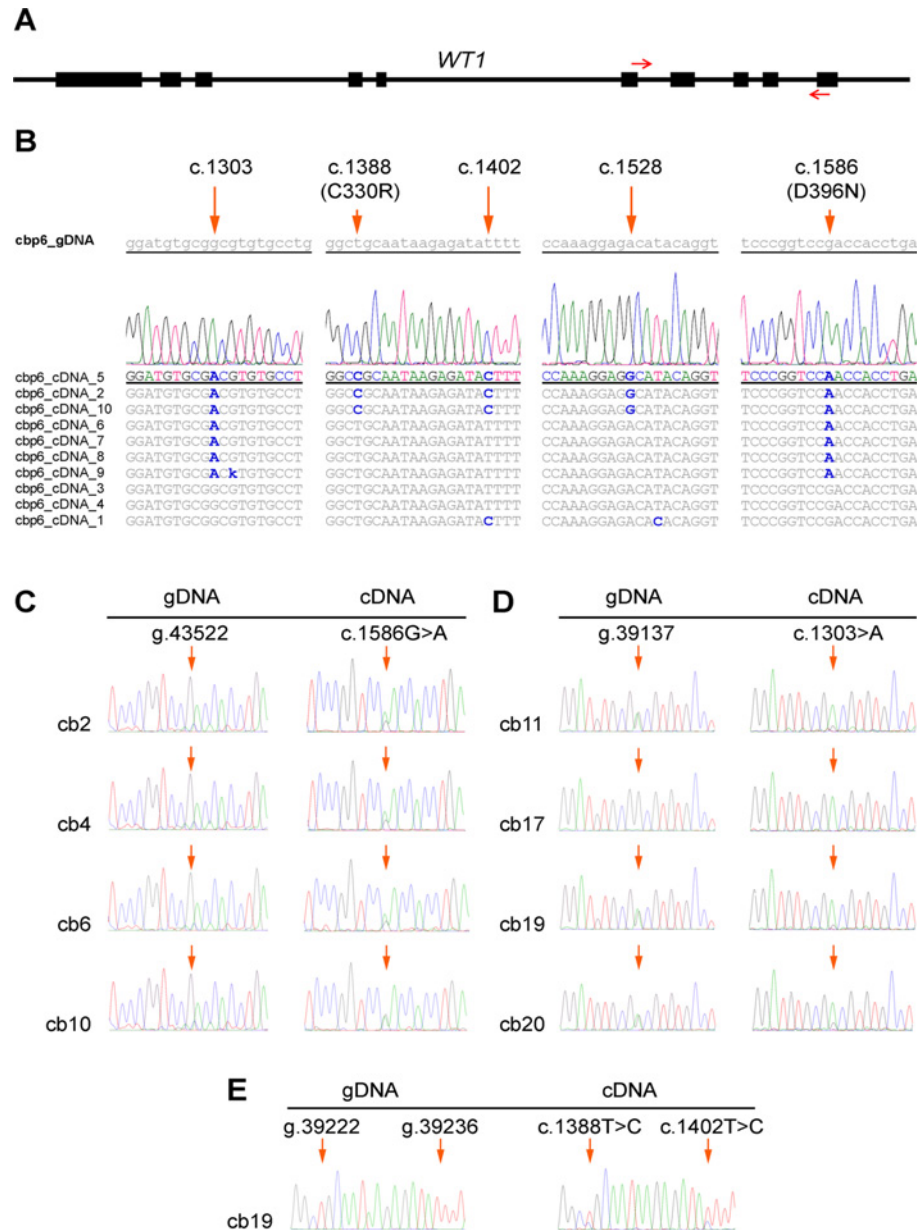 A
WT1
B
c.1303 c.1388 c.1402 c.1528 c.1586
(C330R) (D396N)
cbp6_gDNA ggatgtgcggcgtgtgcctg ggctgcaataagagatatttt ccaaaggagacatacaggt tcccggtccgaccacctga
cbp6_cDNA_5 GGATGTGCGACGTGTGCCT GGCCGCAATAAGAGATACTTT CCAAAGGAGGCATACAGGT TCCCGGTCCAACCACCTGA
cbp6_cDNA_2 GGATGTGCGACGTGTGCCT GGCCGCAATAAGAGATACTTT CCAAAGGAGGCATACAGGT TCCCGGTCCAACCACCTGA
cbp6_cDNA_10 GGATGTGCGACGTGTGCCT GGCCGCAATAAGAGATACTTT CCAAAGGAGGCATACAGGT TCCCGGTCCAACCACCTGA
cbp6_cDNA_6 GGATGTGCGACGTGTGCCT GGCTGCAATAAGAGATATTTT CCAAAGGAGACATACAGGT TCCCGGTCCAACCACCTGA
cbp6_cDNA_7 GGATGTGCGACGTGTGCCT GGCTGCAATAAGAGATATTTT CCAAAGGAGACATACAGGT TCCCGGTCCAACCACCTGA
cbp6_cDNA_8 GGATGTGCGACGTGTGCCT GGCTGCAATAAGAGATATTTT CCAAAGGAGACATACAGGT TCCCGGTCCAACCACCTGA
cbp6_cDNA_9 GGATGTGCGACkTGTGCCT GGCTGCAATAAGAGATATTTT CCAAAGGAGACATACAGGT TCCCGGTCCAACCACCTGA
cbp6_cDNA_3 GGATGTGCGGCGTGTGCCT GGCTGCAATAAGAGATATTTT CCAAAGGAGACATACAGGT TCCCGGTCCGACCACCTGA
cbp6_cDNA_4 GGATGTGCGGCGTGTGCCT GGCTGCAATAAGAGATATTTT CCAAAGGAGACATACAGGT TCCCGGTCCGACCACCTGA
cbp6_cDNA_1 GGATGTGCGGCGTGTGCCT GGCTGCAATAAGAGATACTTT CCAAAGGAGACACACAGGT TCCCGGTCCGACCACCTGA
C D
gDNA cDNA gDNA cDNA
g.43522 c.1586G>A g.39137 c.1303>A
cb2 cb11
cb4 cb17
cb6 cb19
cb10 cb20
E
gDNA cDNA
g.39222 g.39236 c.1388T>C c.1402T>C
cb19